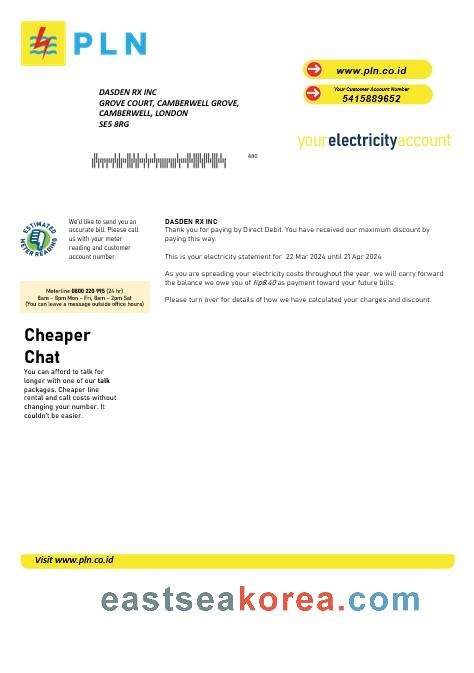 PLN
www.pln.co.id
Your Customer Account Number
5415889652
DASDEN RX INC
GROVE COURT, CAMBERWELL GROVE,
CAMBERWELL, LONDON
SE5 8RG
480
yourelectricityaccount
ESTIMATED
METER READING
We'd like to send you an
accurate bill. Please call
us with your meter
reading and customer
account number.
Meterline 0800 220 995 (24 hr)
8am – 8pm Mon – Fri, 8am – 2pm Sat
(You can leave a message outside office hours)
DASDEN RX INC
Thank you for paying by Direct Debit. You have received our maximum discount by
paying this way.
This is your electricity statement for 22 Mar 2024 until 21 Apr 2024
As you are spreading your electricity costs throughout the year, we will carry forward
the balance we owe you of Rp8.40 as payment toward your future bills.
Please turn over for details of how we have calculated your charges and discount
Cheaper
Chat
You can afford to talk for
longer with one of our talk
packages. Cheaper line
rental and call costs without
changing your number. It
couldn't be easier.
Visit www.pln.co.id
eastseakorea.com